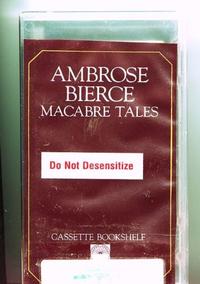 AMBROSE
BIERCE
MACABRE TALES
Do Not Desensitize
CASSETTE BOOKSHELF